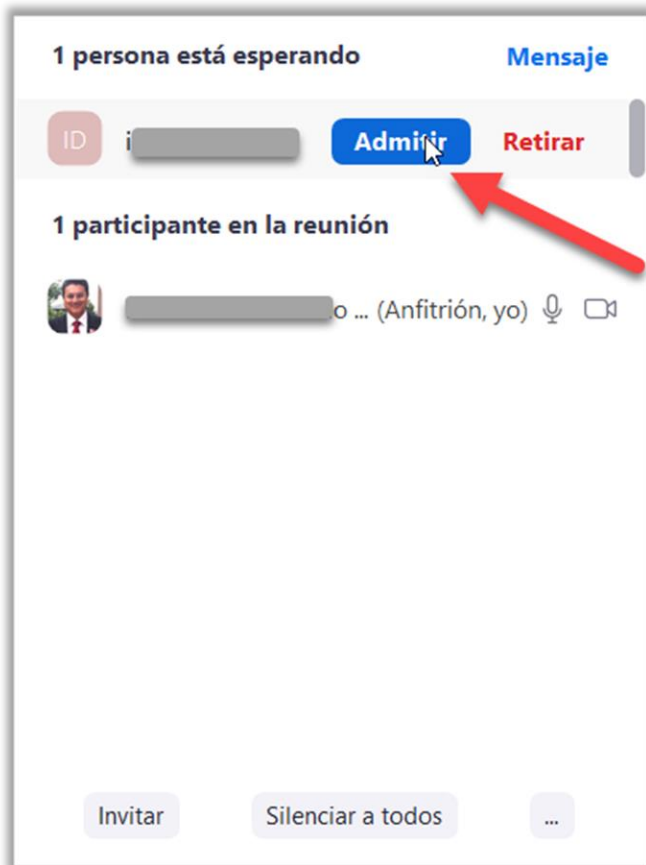 1 persona está esperando Mensaje
ID i Admitir Retirar
1 participante en la reunión
o ... (Anfitrión, yo)
Invitar Silenciar a todos ...